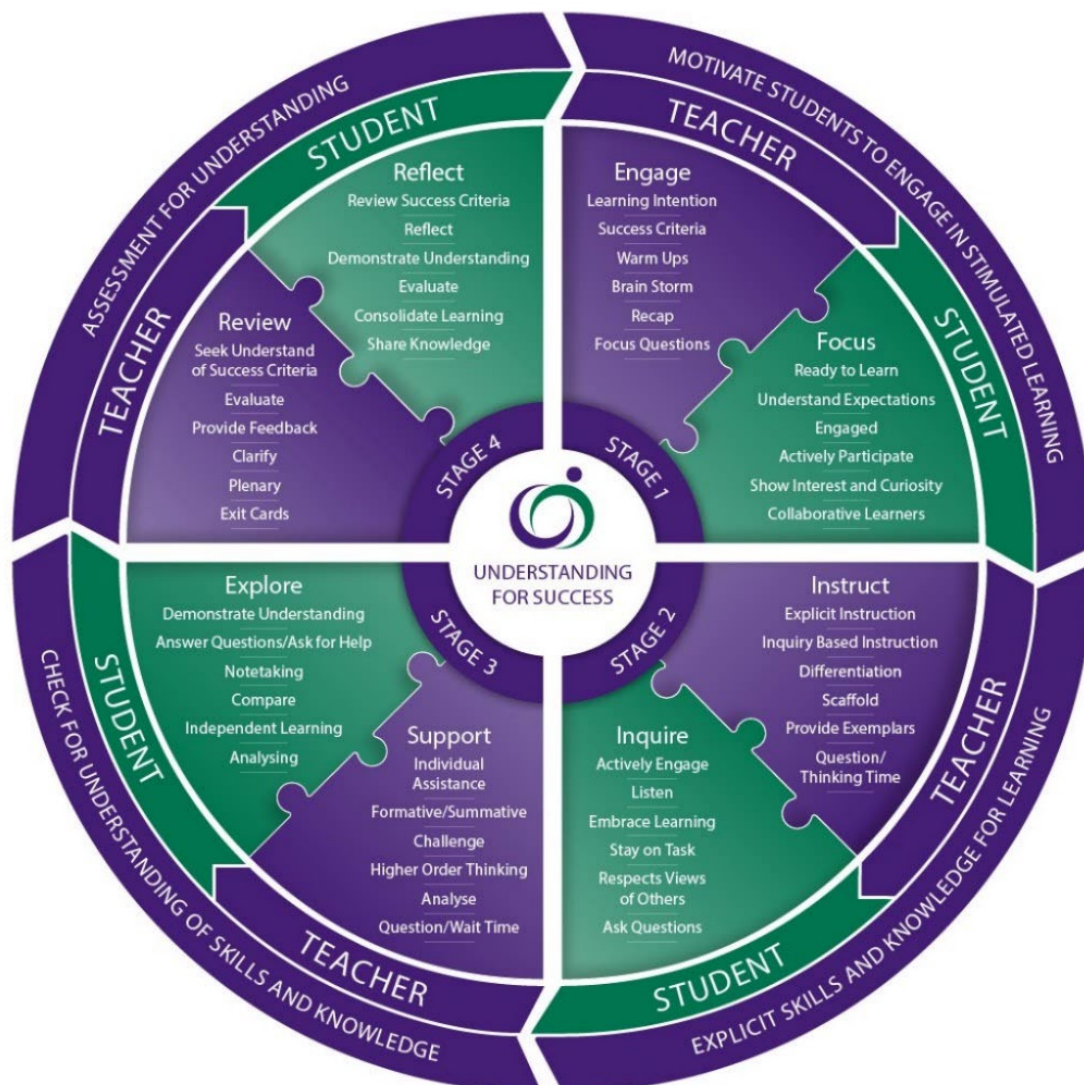 MOTIVATE STUDENTS TO ENGAGE IN STIMULATED LEARNING
TEACHER
Engage
Learning Intention
Success Criteria
Warm Ups
Brain Storm
Recap
Focus Questions
STUDENT
Focus
Ready to Learn
Understand Expectations
Engaged
Actively Participate
Show Interest and Curiosity
Collaborative Learners
STAGE 1
EXPLICIT SKILLS AND KNOWLEDGE FOR LEARNING
TEACHER
Instruct
Explicit Instruction
Inquiry Based Instruction
Differentiation
Scaffold
Provide Exemplars
Question/
Thinking Time
STUDENT
Inquire
Actively Engage
Listen
Embrace Learning
Stay on Task
Respects Views
of Others
Ask Questions
STAGE 2
CHECK FOR UNDERSTANDING OF SKILLS AND KNOWLEDGE
TEACHER
Support
Individual
Assistance
Formative/Summative
Challenge
Higher Order Thinking
Analyse
Question/Wait Time
STUDENT
Explore
Demonstrate Understanding
Answer Questions/Ask for Help
Notetaking
Compare
Independent Learning
Analysing
STAGE 3
ASSESSMENT FOR UNDERSTANDING
TEACHER
Review
Seek Understand
of Success Criteria
Evaluate
Provide Feedback
Clarify
Plenary
Exit Cards
STUDENT
Reflect
Review Success Criteria
Reflect
Demonstrate Understanding
Evaluate
Consolidate Learning
Share Knowledge
STAGE 4
UNDERSTANDING
FOR SUCCESS